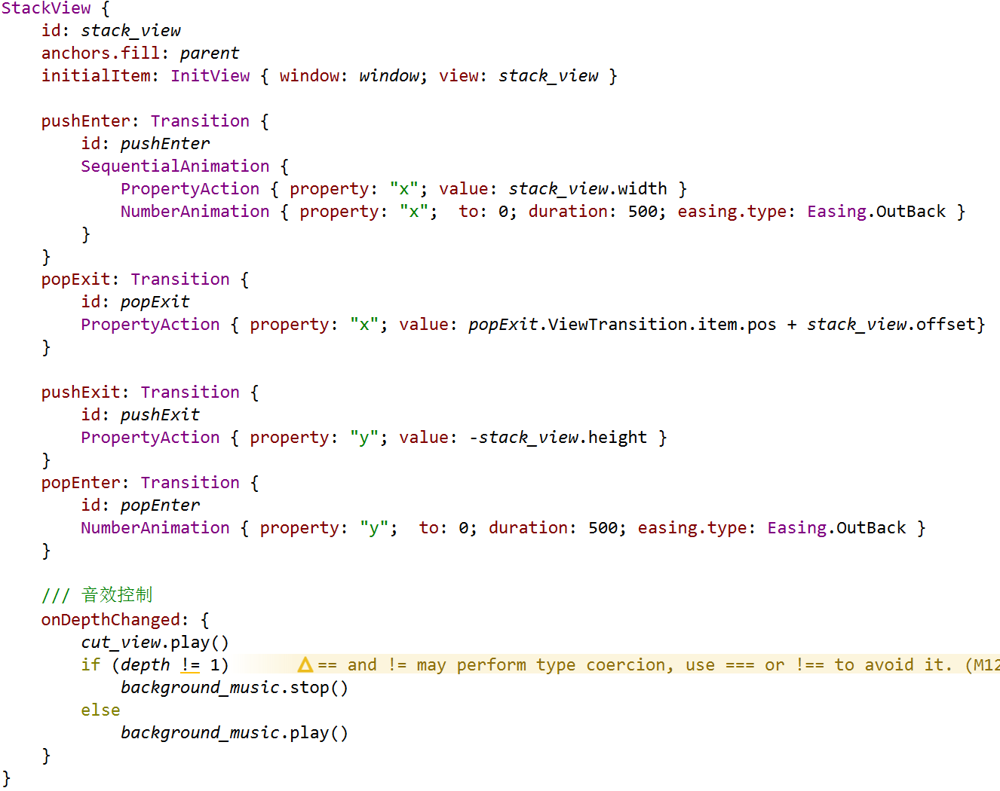 StackView {
    id: stack_view
    anchors.fill: parent
    initialItem: InitView { window: window; view: stack_view }

    pushEnter: Transition {
        id: pushEnter
        SequentialAnimation {
            PropertyAction { property: "x"; value: stack_view.width }
            NumberAnimation { property: "x";  to: 0; duration: 500; easing.type: Easing.OutBack }
        }
    }
    popExit: Transition {
        id: popExit
        PropertyAction { property: "x"; value: popExit.ViewTransition.item.pos + stack_view.offset}
    }

    pushExit: Transition {
        id: pushExit
        PropertyAction { property: "y"; value: -stack_view.height }
    }
    popEnter: Transition {
        id: popEnter
        NumberAnimation { property: "y";  to: 0; duration: 500; easing.type: Easing.OutBack }
    }

    /// 音效控制
    onDepthChanged: {
        cut_view.play()
        if (depth != 1)       == and != may perform type coercion, use === or !== to avoid it. (M12
            background_music.stop()
        else
            background_music.play()
    }
}